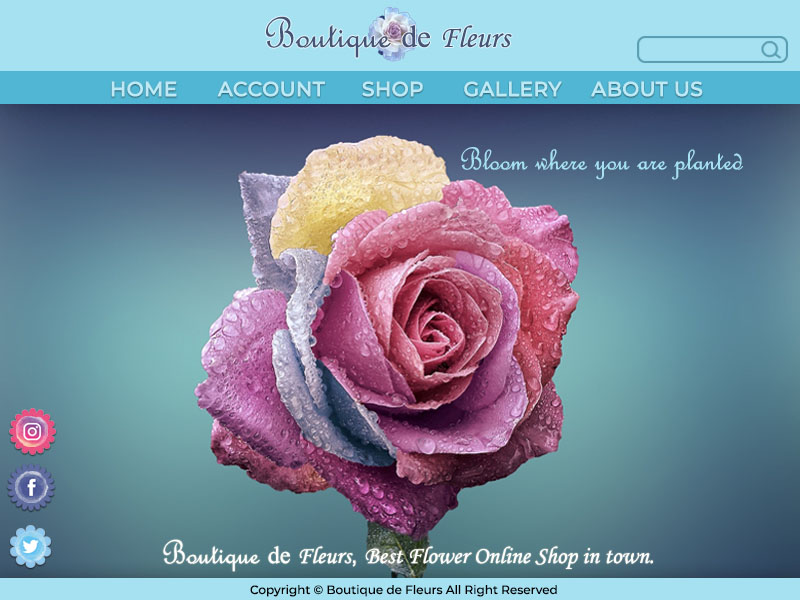 Boutique de Fleurs
HOME ACCOUNT SHOP GALLERY ABOUT US
Bloom where you are planted
Boutique de Fleurs, Best Flower Online Shop in town.
Copyright © Boutique de Fleurs All Right Reserved